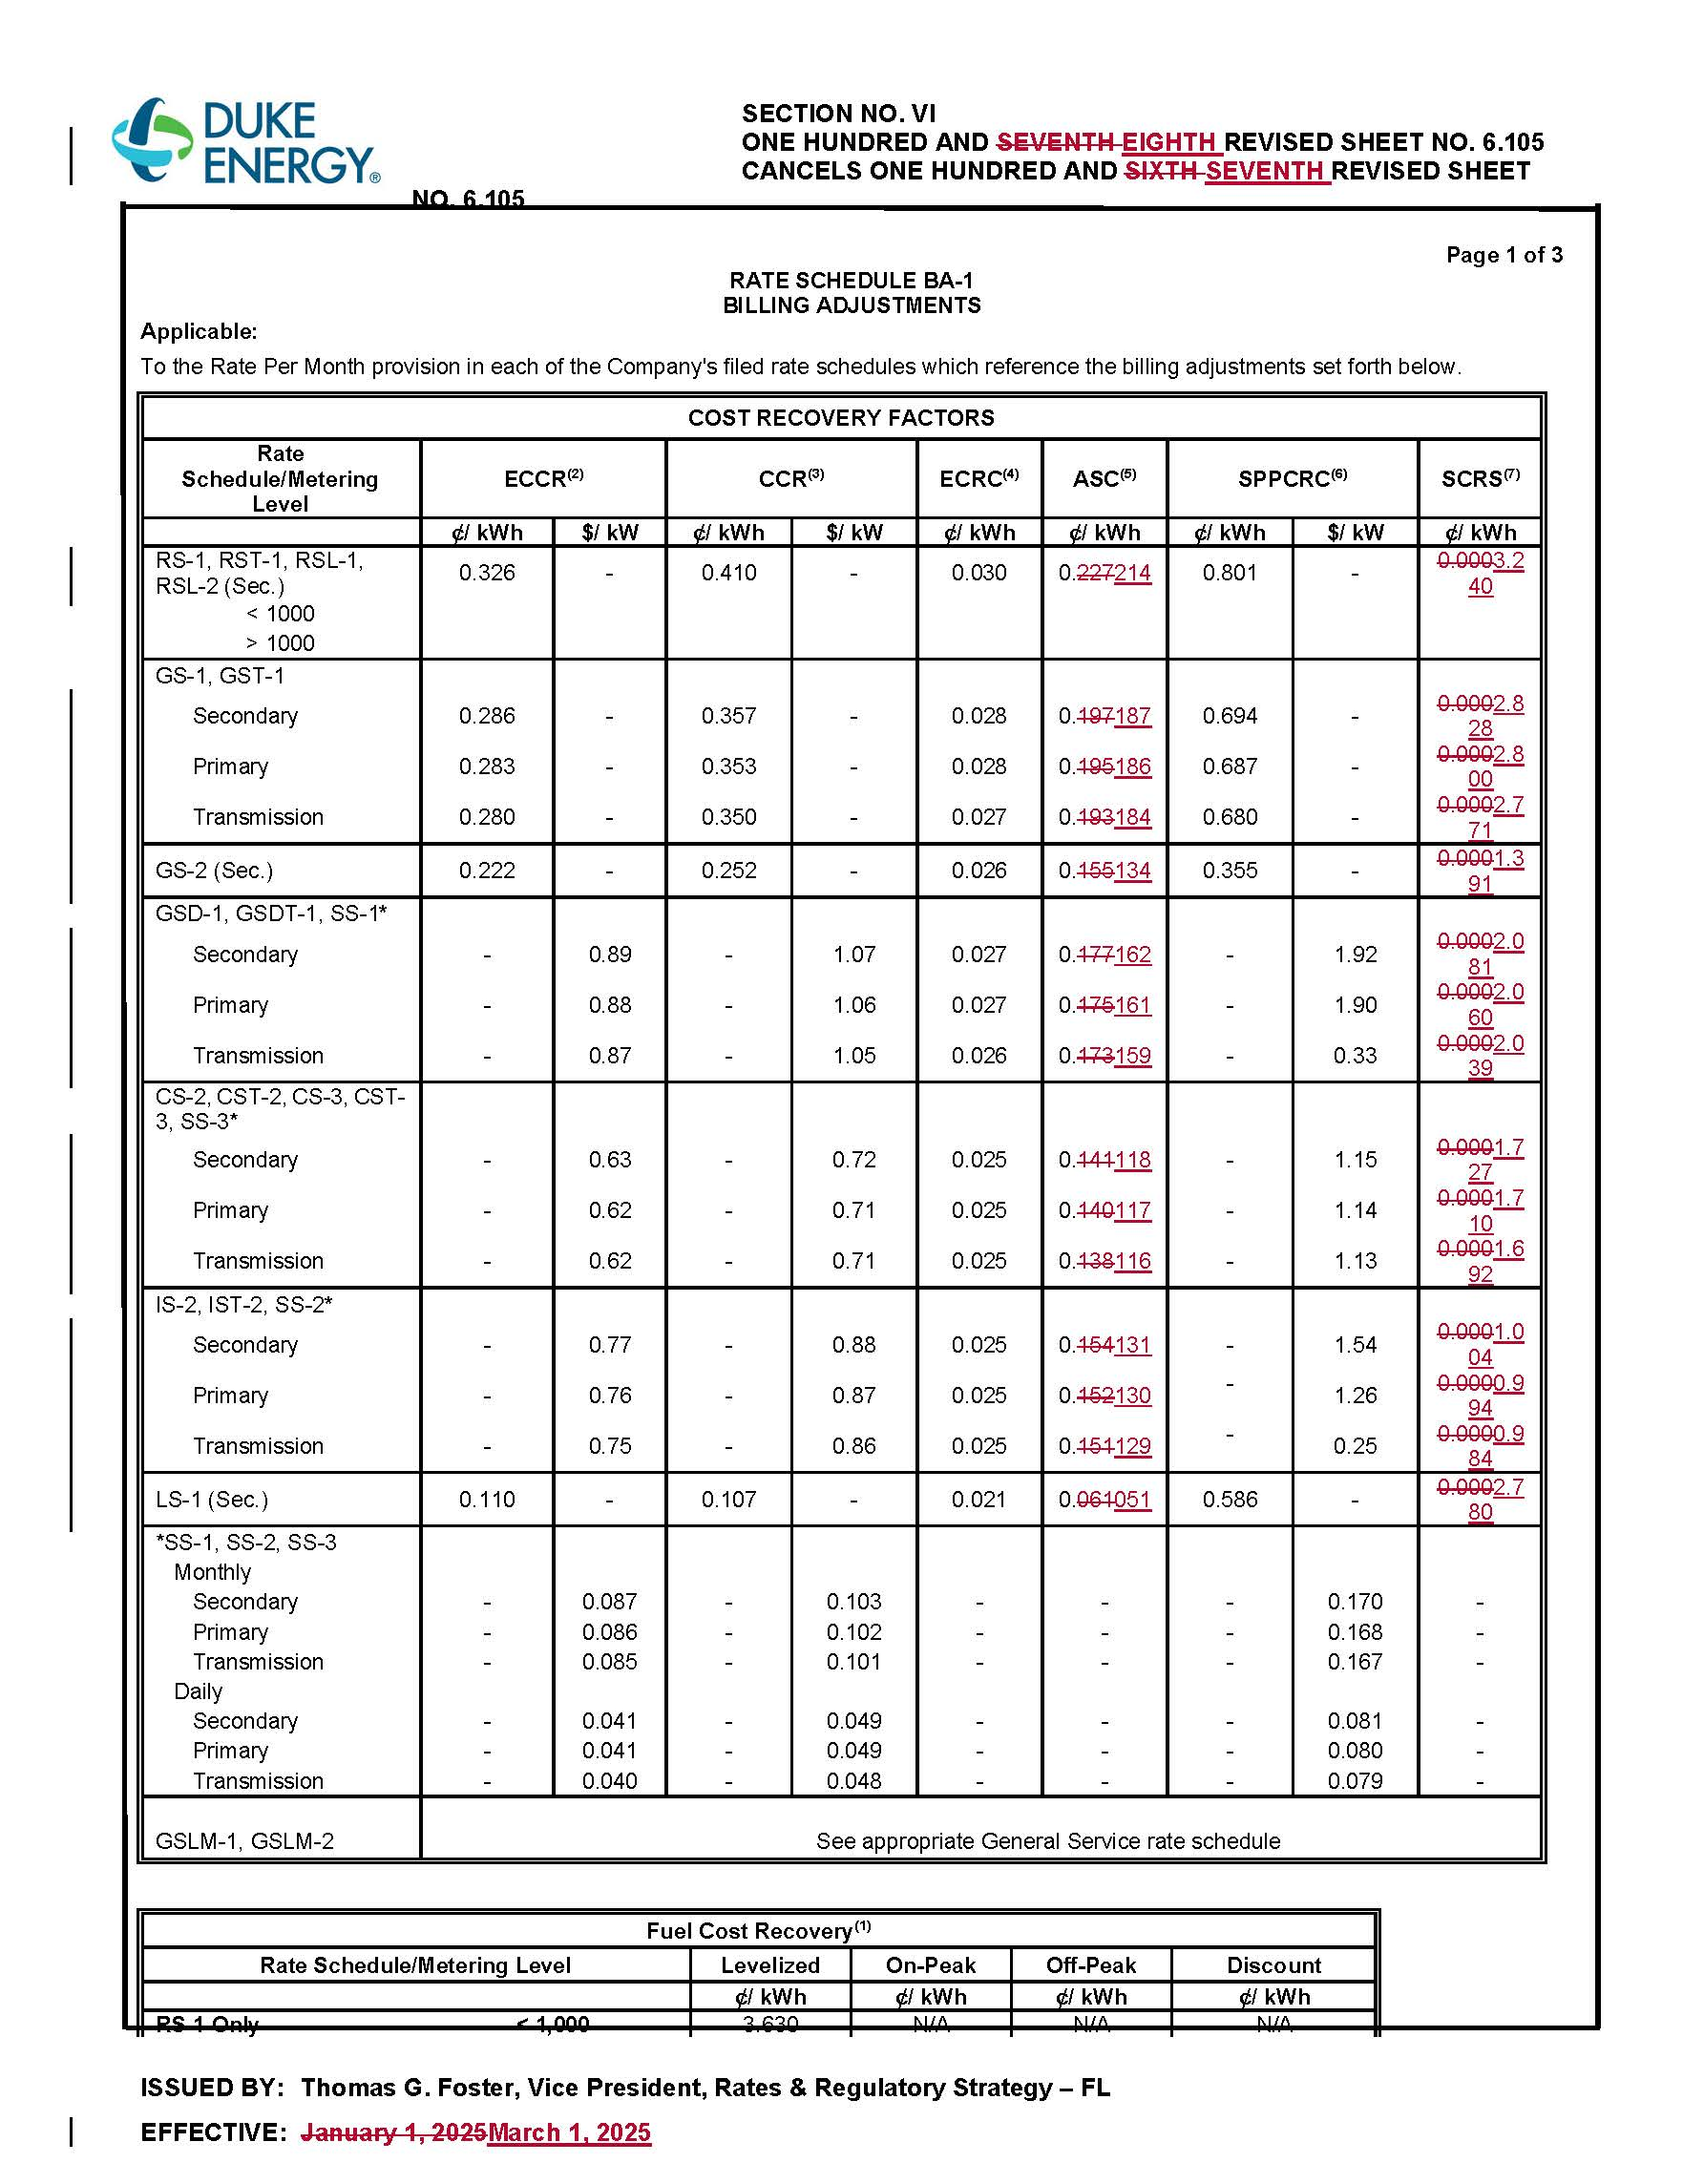 DUKE
ENERGY®
SECTION NO. VI
ONE HUNDRED AND SEVENTH EIGHTH REVISED SHEET NO. 6.105
CANCELS ONE HUNDRED AND SIXTH SEVENTH REVISED SHEET
NO. 6.105
Page 1 of 3
RATE SCHEDULE BA-1
BILLING ADJUSTMENTS
Applicable:
To the Rate Per Month provision in each of the Company's filed rate schedules which reference the billing adjustments set forth below.
COST RECOVERY FACTORS
Rate Schedule/Metering Level ECCR(2) CCR(3) ECRC(4) ASC(5) SPPCRC(6) SCRS(7)
¢/ kWh $/ kW ¢/ kWh $/ kW ¢/ kWh ¢/ kWh ¢/ kWh $/ kW ¢/ kWh
RS-1, RST-1, RSL-1,
RSL-2 (Sec.) 0.326 - 0.410 - 0.030 0.227214 0.801 - 0.0003.240
< 1000
> 1000
GS-1, GST-1
Secondary 0.286 - 0.357 - 0.028 0.197187 0.694 - 0.0002.828
Primary 0.283 - 0.353 - 0.028 0.195186 0.687 - 0.0002.800
Transmission 0.280 - 0.350 - 0.027 0.193184 0.680 - 0.0002.771
GS-2 (Sec.) 0.222 - 0.252 - 0.026 0.155134 0.355 - 0.0001.391
GSD-1, GSDT-1, SS-1*
Secondary - 0.89 - 1.07 0.027 0.177162 - 1.92 0.0002.081
Primary - 0.88 - 1.06 0.027 0.175161 - 1.90 0.0002.060
Transmission - 0.87 - 1.05 0.026 0.173159 - 0.33 0.0002.039
CS-2, CST-2, CS-3, CST-
3, SS-3*
Secondary - 0.63 - 0.72 0.025 0.141118 - 1.15 0.0001.727
Primary - 0.62 - 0.71 0.025 0.140117 - 1.14 0.0001.710
Transmission - 0.62 - 0.71 0.025 0.138116 - 1.13 0.0001.692
IS-2, IST-2, SS-2*
Secondary - 0.77 - 0.88 0.025 0.154131 - 1.54 0.0001.004
Primary - 0.76 - 0.87 0.025 0.152130 - 1.26 0.0000.994
Transmission - 0.75 - 0.86 0.025 0.151129 - 0.25 0.0000.984
LS-1 (Sec.) 0.110 - 0.107 - 0.021 0.061051 0.586 - 0.0002.780
*SS-1, SS-2, SS-3
Monthly
Secondary - 0.087 - 0.103 - - - 0.170 -
Primary - 0.086 - 0.102 - - - 0.168 -
Transmission - 0.085 - 0.101 - - - 0.167 -
Daily
Secondary - 0.041 - 0.049 - - - 0.081 -
Primary - 0.041 - 0.049 - - - 0.080 -
Transmission - 0.040 - 0.048 - - - 0.079 -
GSLM-1, GSLM-2 See appropriate General Service rate schedule
Fuel Cost Recovery(1)
Rate Schedule/Metering Level Levelized On-Peak Off-Peak Discount
¢/ kWh ¢/ kWh ¢/ kWh ¢/ kWh
RS-1 Only < 1,000 3.630 N/A N/A N/A
ISSUED BY: Thomas G. Foster, Vice President, Rates & Regulatory Strategy – FL
EFFECTIVE: January 1, 2025March 1, 2025